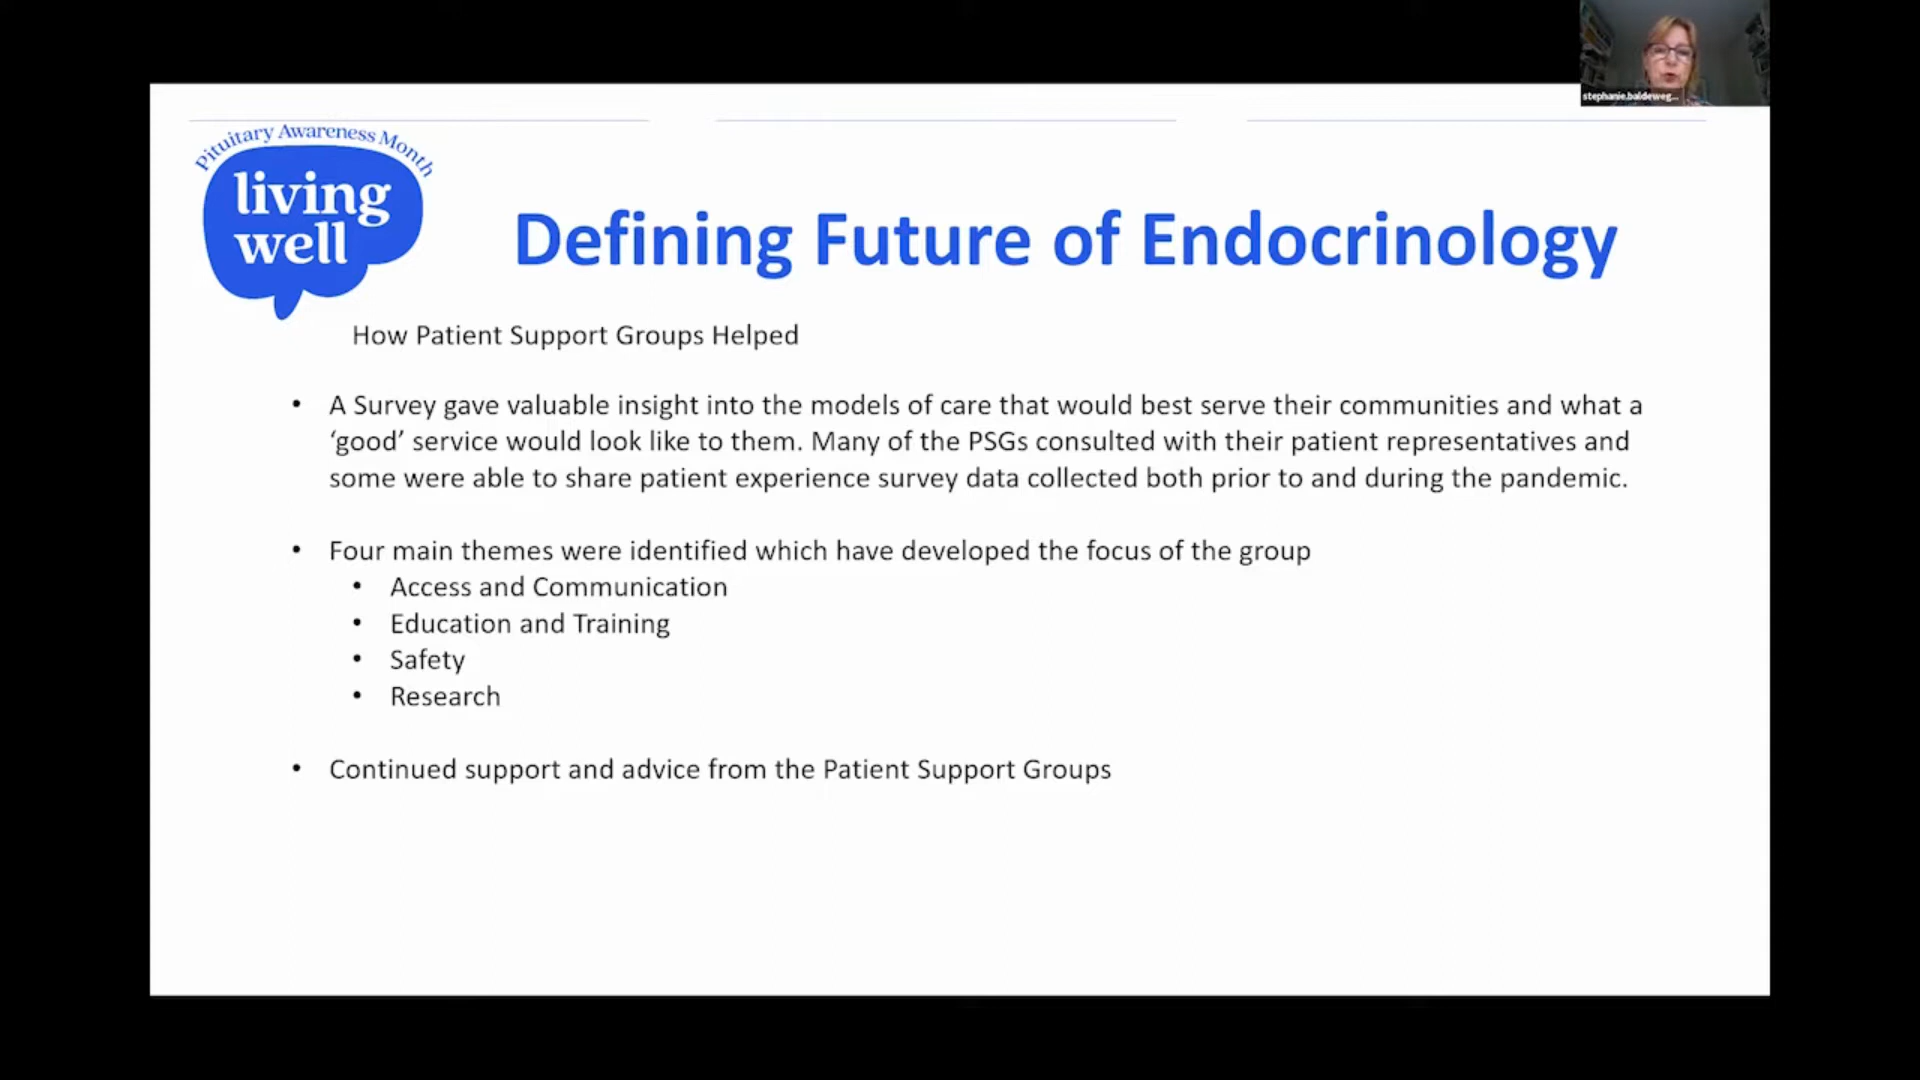 stephanie.baldeweg...
Pituitary Awareness Month
living
well
Defining Future of Endocrinology
How Patient Support Groups Helped
• A Survey gave valuable insight into the models of care that would best serve their communities and what a
‘good’ service would look like to them. Many of the PSGs consulted with their patient representatives and
some were able to share patient experience survey data collected both prior to and during the pandemic.
• Four main themes were identified which have developed the focus of the group
• Access and Communication
• Education and Training
• Safety
• Research
• Continued support and advice from the Patient Support Groups